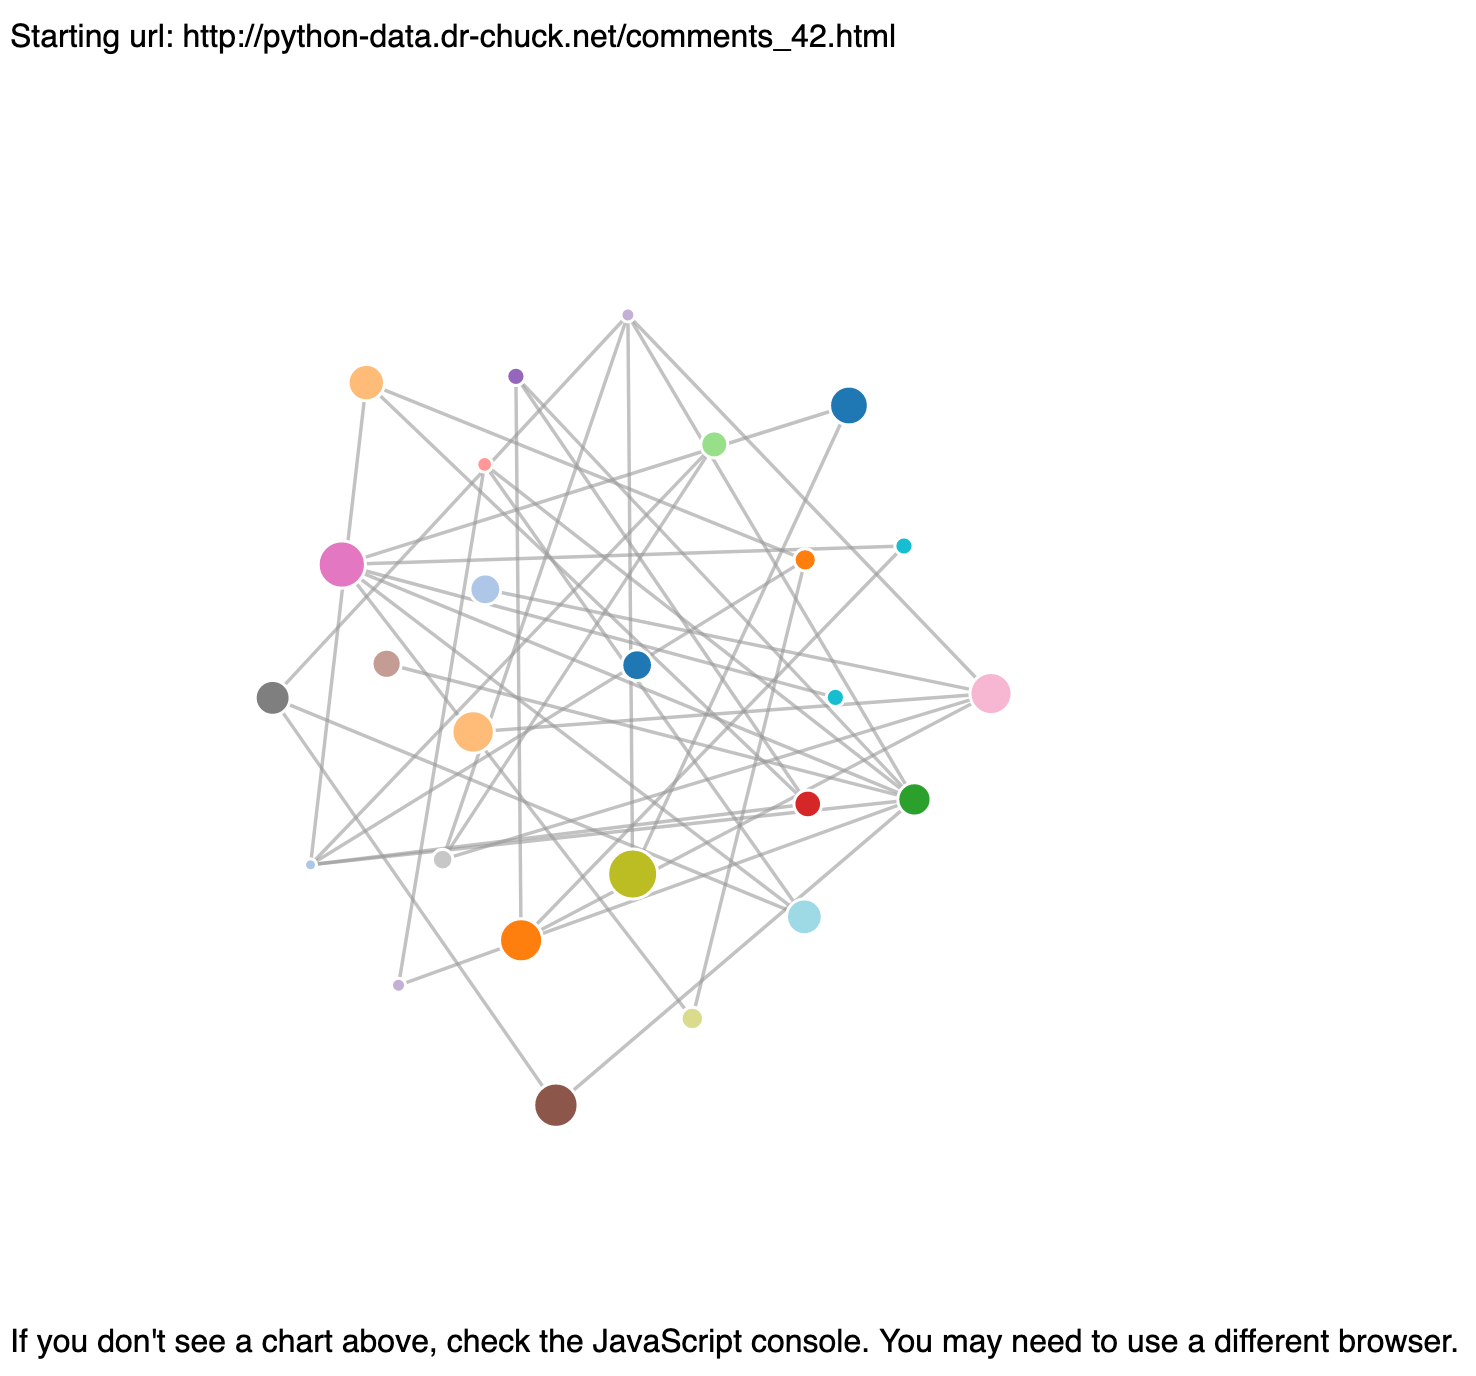 Starting url: http://python-data.dr-chuck.net/comments_42.html
If you don't see a chart above, check the JavaScript console. You may need to use a different browser.